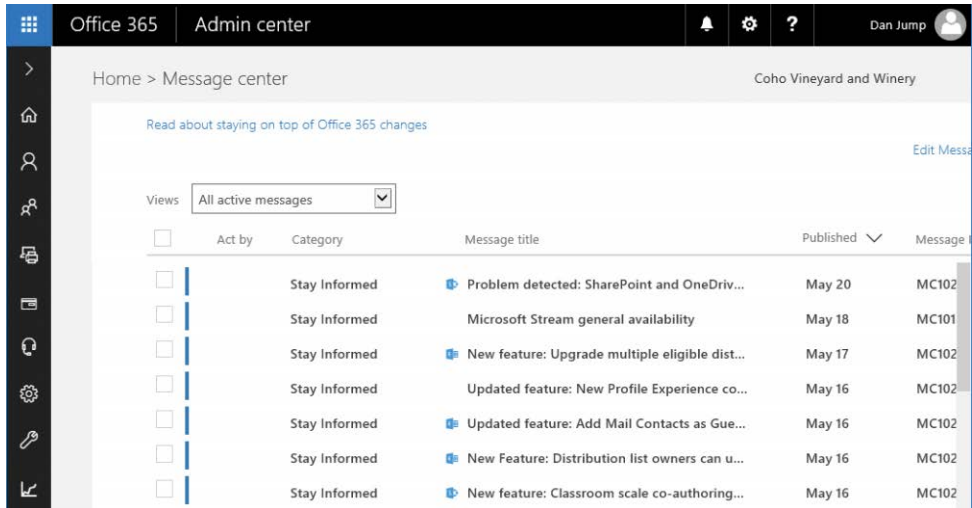 Office 365 Admin center ? Dan Jump
Home > Message center Coho Vineyard and Winery
Read about staying on top of Office 365 changes
Edit Messa
Views All active messages
Act by Category Message title Published Message I
Stay Informed Problem detected: SharePoint and OneDriv... May 20 MC102
Stay Informed Microsoft Stream general availability May 18 MC101
Stay Informed New feature: Upgrade multiple eligible dist... May 17 MC102
Stay Informed Updated feature: New Profile Experience co... May 16 MC102
Stay Informed Updated feature: Add Mail Contacts as Gue... May 16 MC102
Stay Informed New Feature: Distribution list owners can u... May 16 MC102
Stay Informed New feature: Classroom scale co-authoring... May 16 MC102